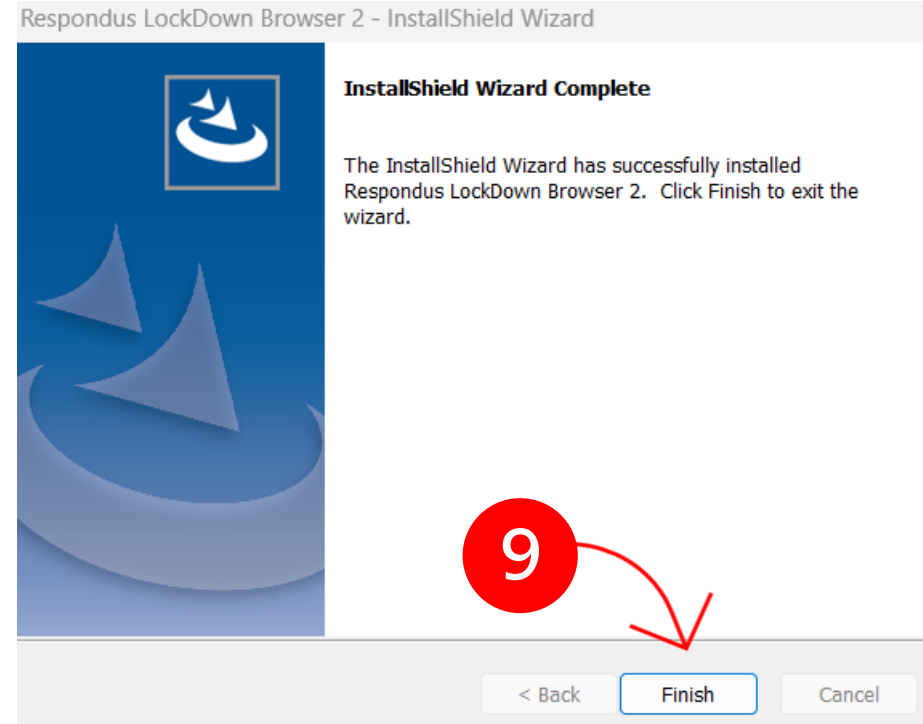 Respondus LockDown Browser 2 - InstallShield Wizard
InstallShield Wizard Complete
The InstallShield Wizard has successfully installed
Respondus LockDown Browser 2. Click Finish to exit the
wizard.
9
< Back
Finish
Cancel